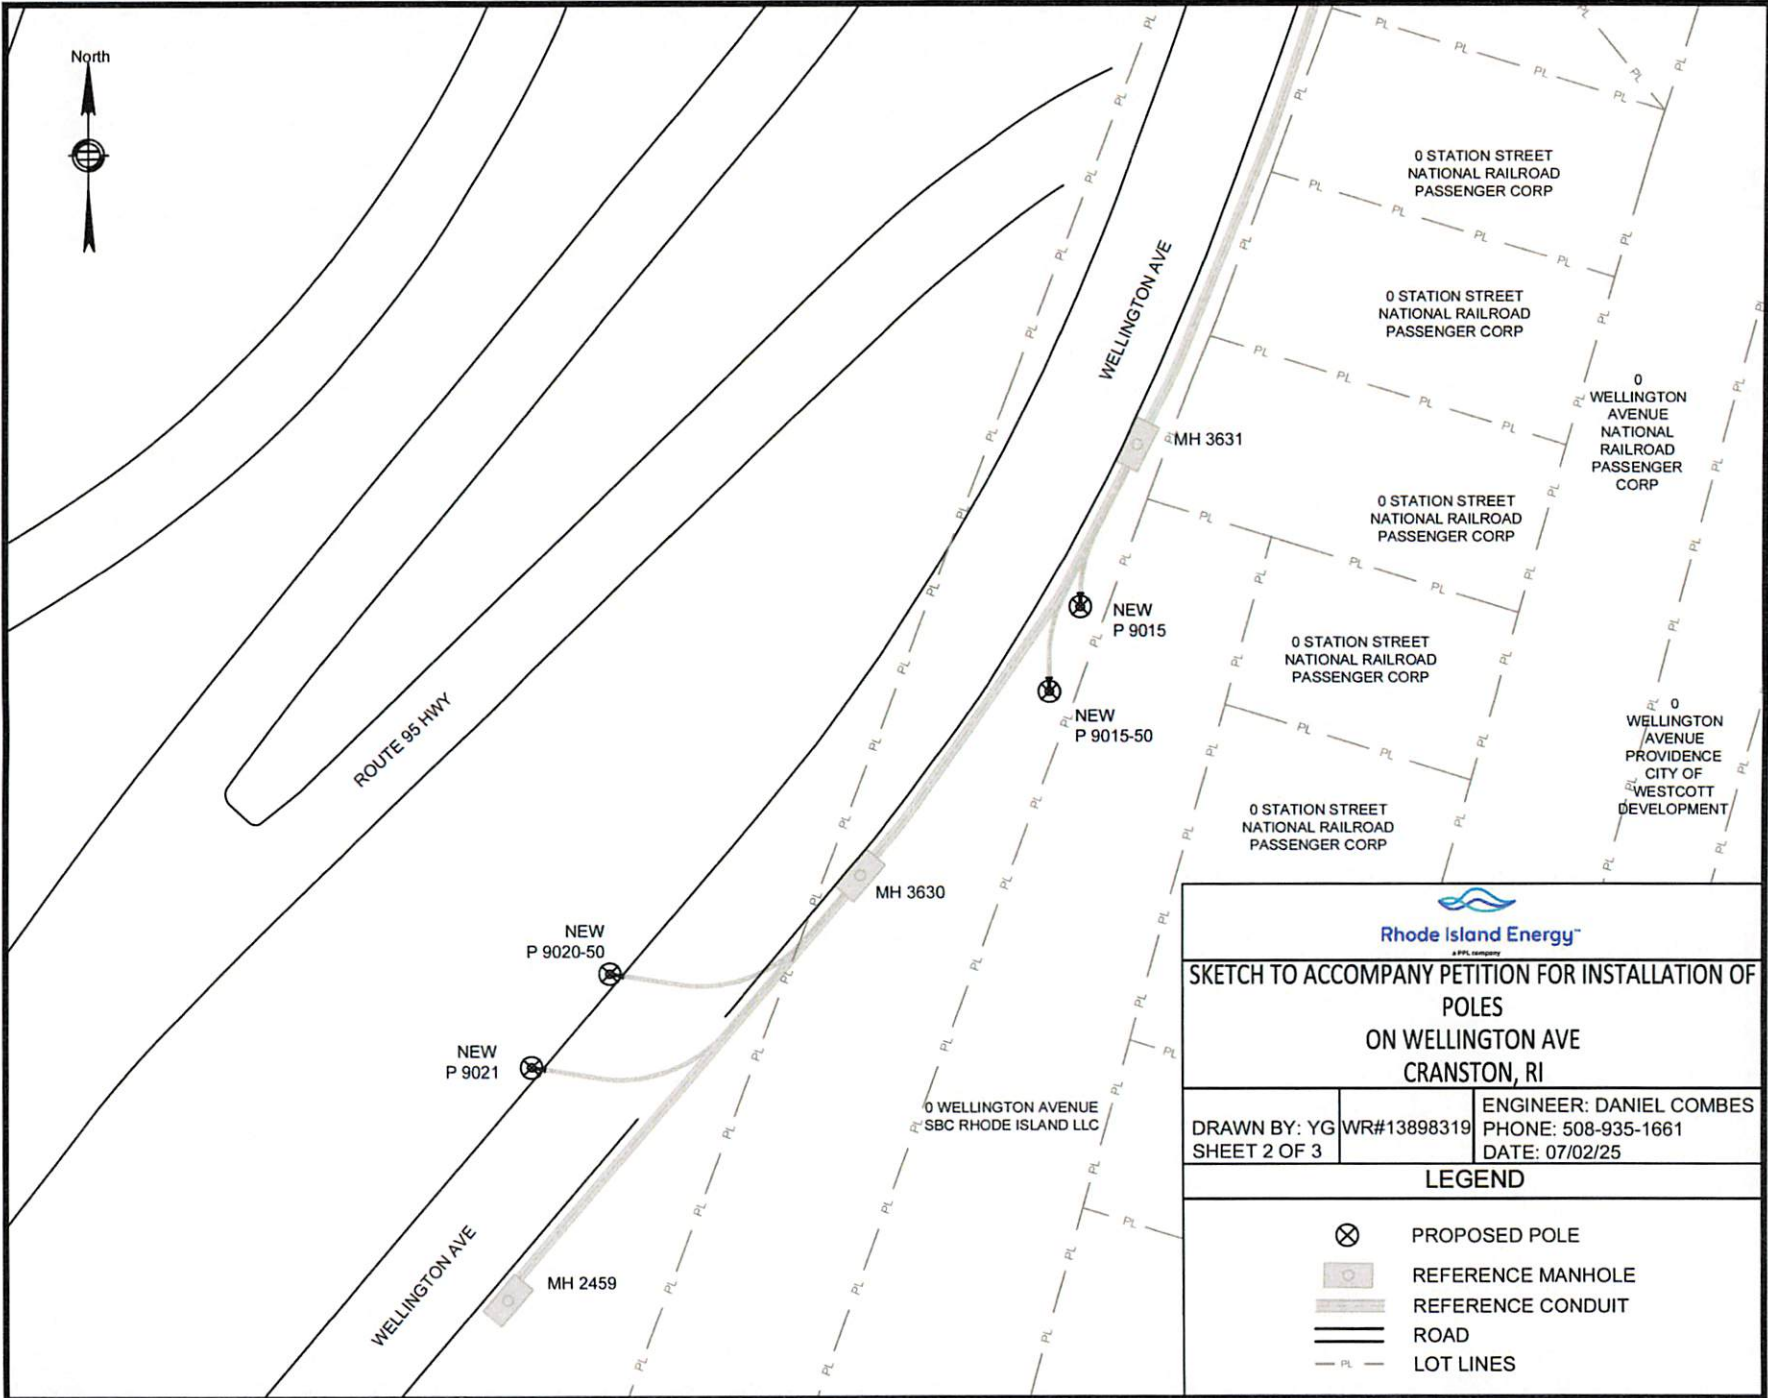 North
0 STATION STREET
NATIONAL RAILROAD
PASSENGER CORP
0 STATION STREET
NATIONAL RAILROAD
PASSENGER CORP
WELLINGTON AVE
0
WELLINGTON
AVENUE
NATIONAL
RAILROAD
PASSENGER
CORP
MH 3631
0 STATION STREET
NATIONAL RAILROAD
PASSENGER CORP
NEW
P 9015
0 STATION STREET
NATIONAL RAILROAD
PASSENGER CORP
NEW
P 9015-50
0
WELLINGTON
AVENUE
PROVIDENCE
CITY OF
WESTCOTT
DEVELOPMENT
ROUTE 95 HWY
0 STATION STREET
NATIONAL RAILROAD
PASSENGER CORP
MH 3630
NEW
P 9020-50
NEW
P 9021
0 WELLINGTON AVENUE
SBC RHODE ISLAND LLC
WELLINGTON AVE
MH 2459
Rhode Island Energy™
a PPL company
SKETCH TO ACCOMPANY PETITION FOR INSTALLATION OF
POLES
ON WELLINGTON AVE
CRANSTON, RI
DRAWN BY: YG
SHEET 2 OF 3
WR#13898319
ENGINEER: DANIEL COMBES
PHONE: 508-935-1661
DATE: 07/02/25
LEGEND
PROPOSED POLE
REFERENCE MANHOLE
REFERENCE CONDUIT
ROAD
PL LOT LINES